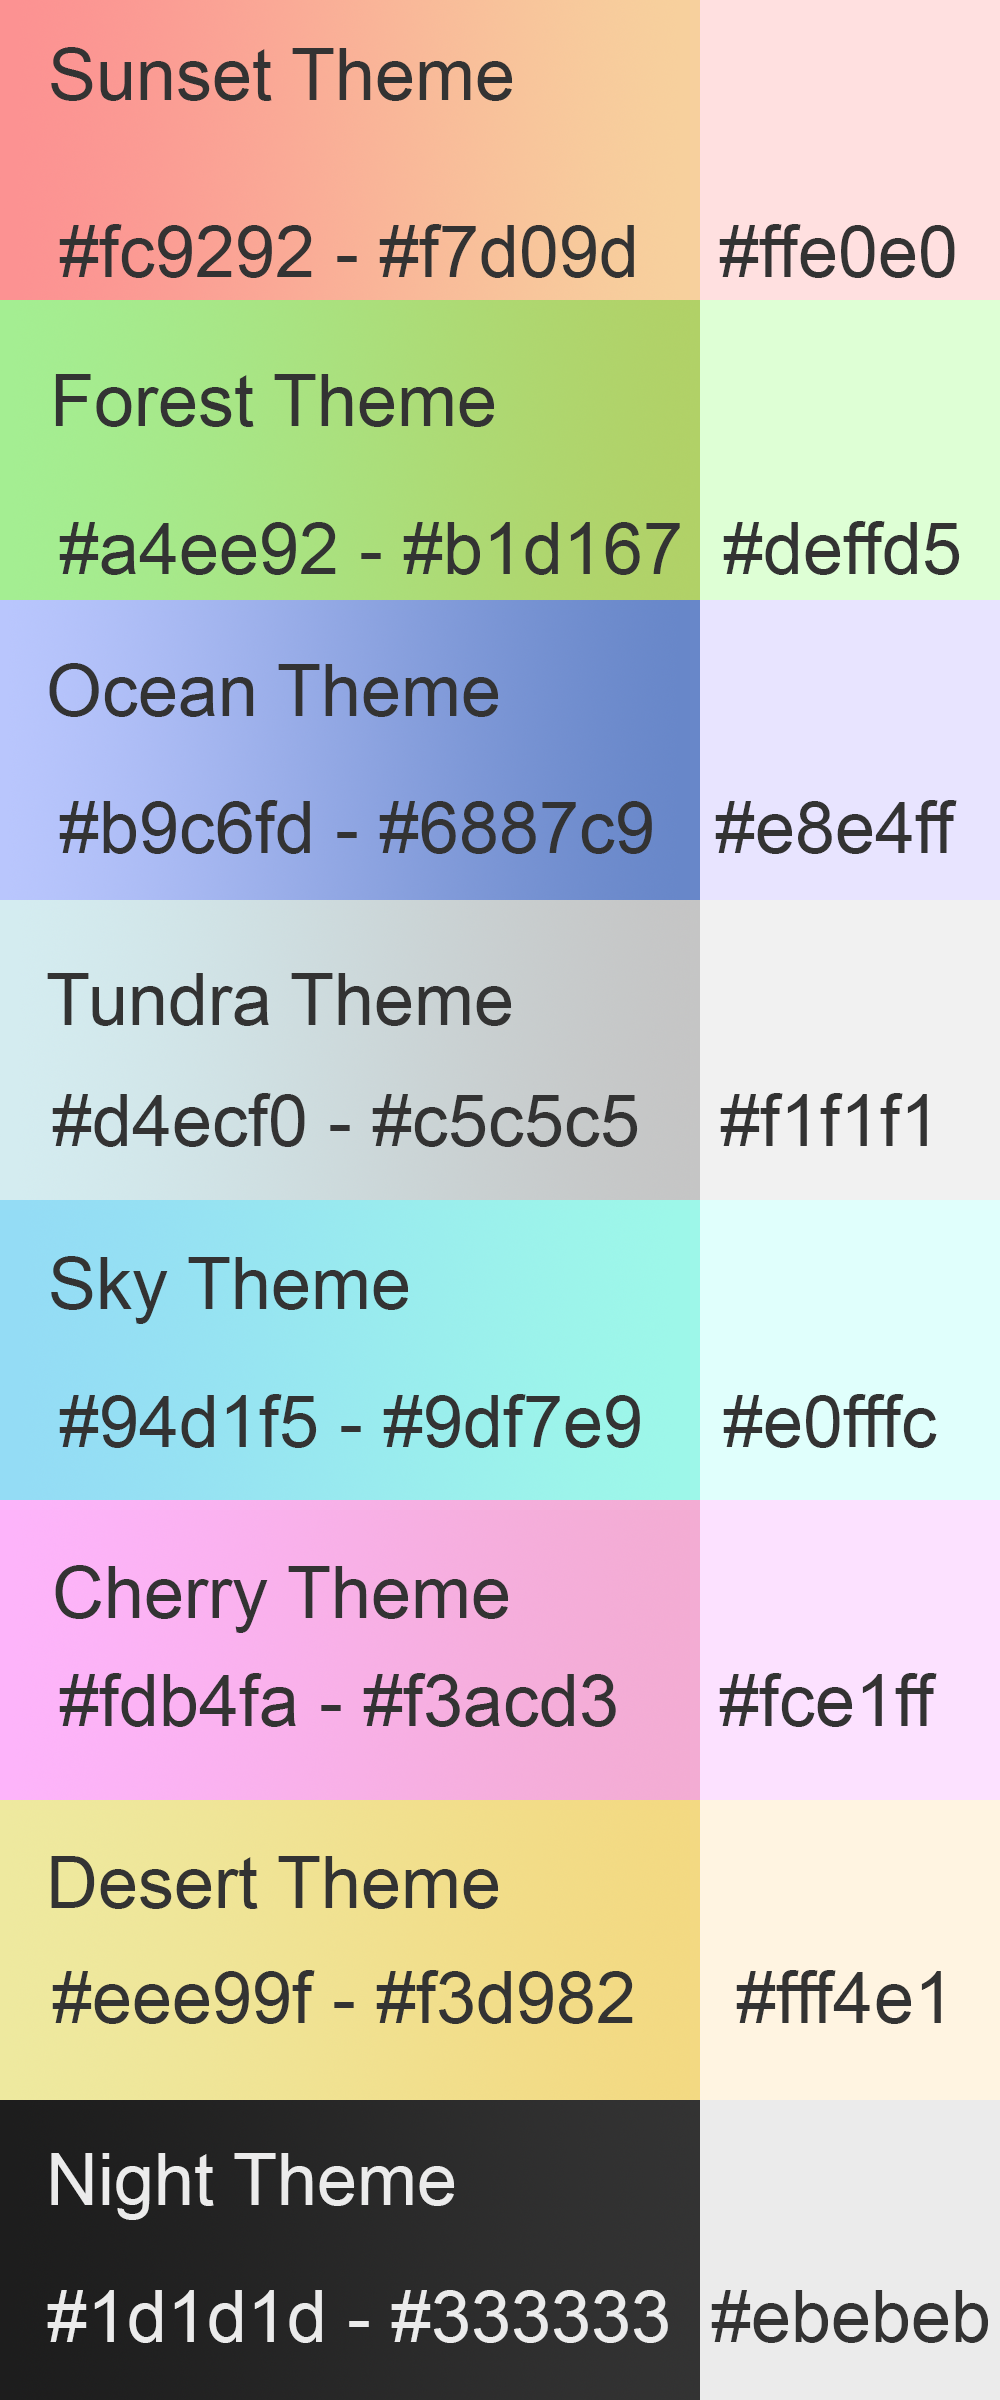 Sunset Theme
#fc9292 - #f7d09d #ffe0e0
Forest Theme
#a4ee92 - #b1d167 #deffd5
Ocean Theme
#b9c6fd - #6887c9 #e8e4ff
Tundra Theme
#d4ecf0 - #c5c5c5 #f1f1f1
Sky Theme
#94d1f5 - #9df7e9 #e0fffc
Cherry Theme
#fdb4fa - #f3acd3 #fce1ff
Desert Theme
#eee99f - #f3d982 #fff4e1
Night Theme
#1d1d1d - #333333 #ebebeb